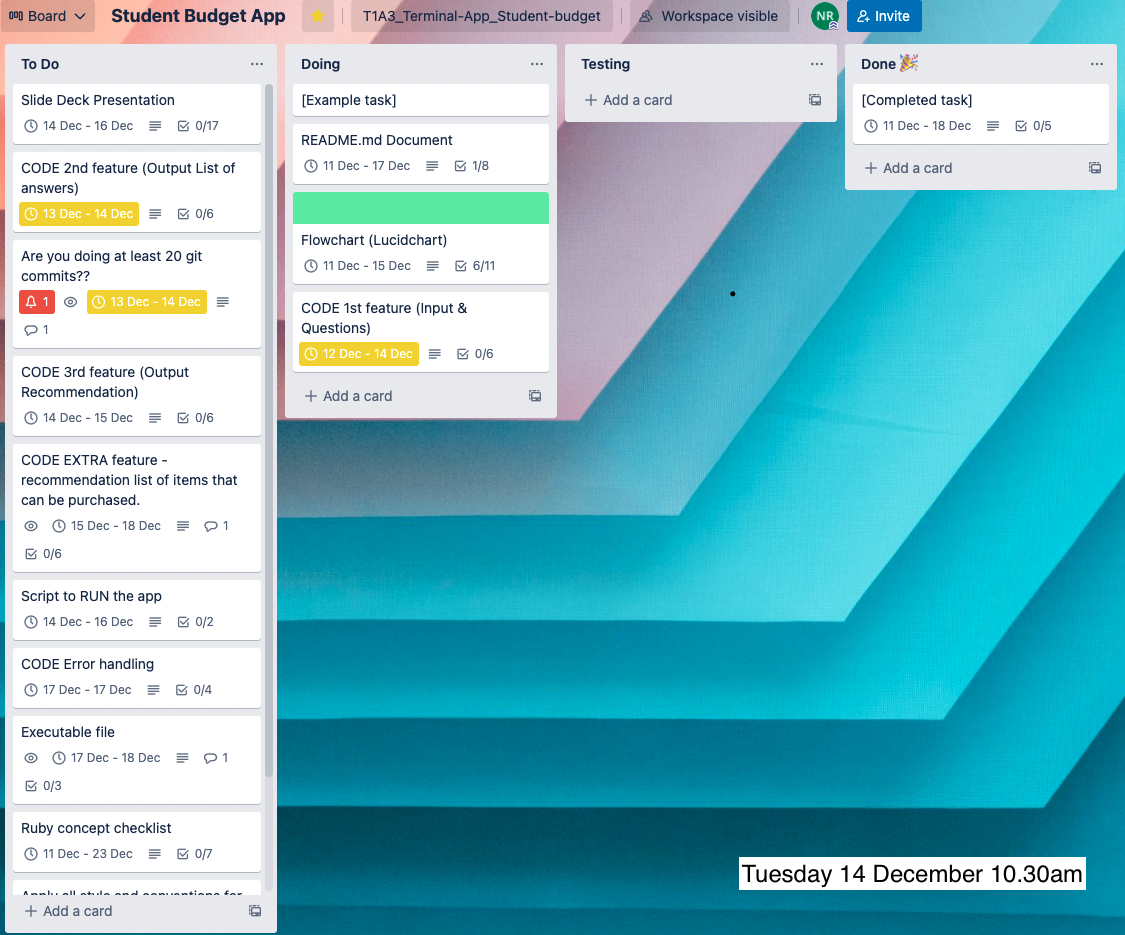 Board
Student Budget App
T1A3_Terminal-App_Student-budget
Workspace visible
NR
Invite
To Do
Slide Deck Presentation
14 Dec - 16 Dec
0/17
CODE 2nd feature (Output List of
answers)
13 Dec - 14 Dec
0/6
Are you doing at least 20 git
commits??
1
13 Dec - 14 Dec
1
CODE 3rd feature (Output
Recommendation)
14 Dec - 15 Dec
0/6
CODE EXTRA feature -
recommendation list of items that
can be purchased.
15 Dec - 18 Dec
1
0/6
Script to RUN the app
14 Dec - 16 Dec
0/2
CODE Error handling
17 Dec - 17 Dec
0/4
Executable file
17 Dec - 18 Dec
1
0/3
Ruby concept checklist
11 Dec - 23 Dec
0/7
Apply all style and conventions for
+ Add a card
Doing
[Example task]
README.md Document
11 Dec - 17 Dec
1/8
Flowchart (Lucidchart)
11 Dec - 15 Dec
6/11
CODE 1st feature (Input &
Questions)
12 Dec - 14 Dec
0/6
+ Add a card
Testing
+ Add a card
Done 🎉
[Completed task]
11 Dec - 18 Dec
0/5
+ Add a card
Tuesday 14 December 10.30am